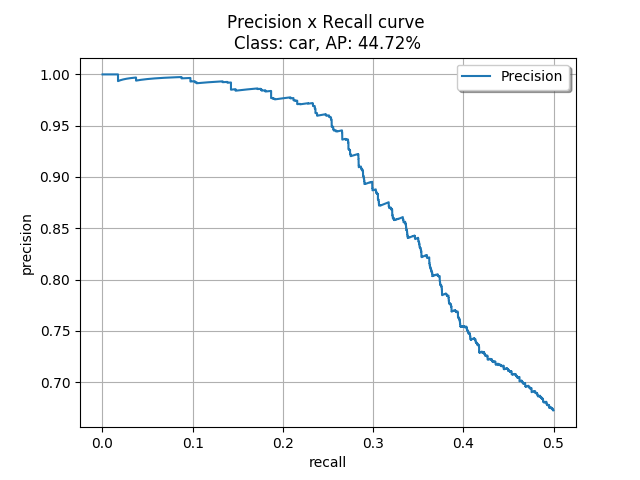 Precision x Recall curve
Class: car, AP: 44.72%
Precision
1.00
0.95
0.90
0.85
0.80
0.75
0.70
precision
0.0 0.1 0.2 0.3 0.4 0.5
recall